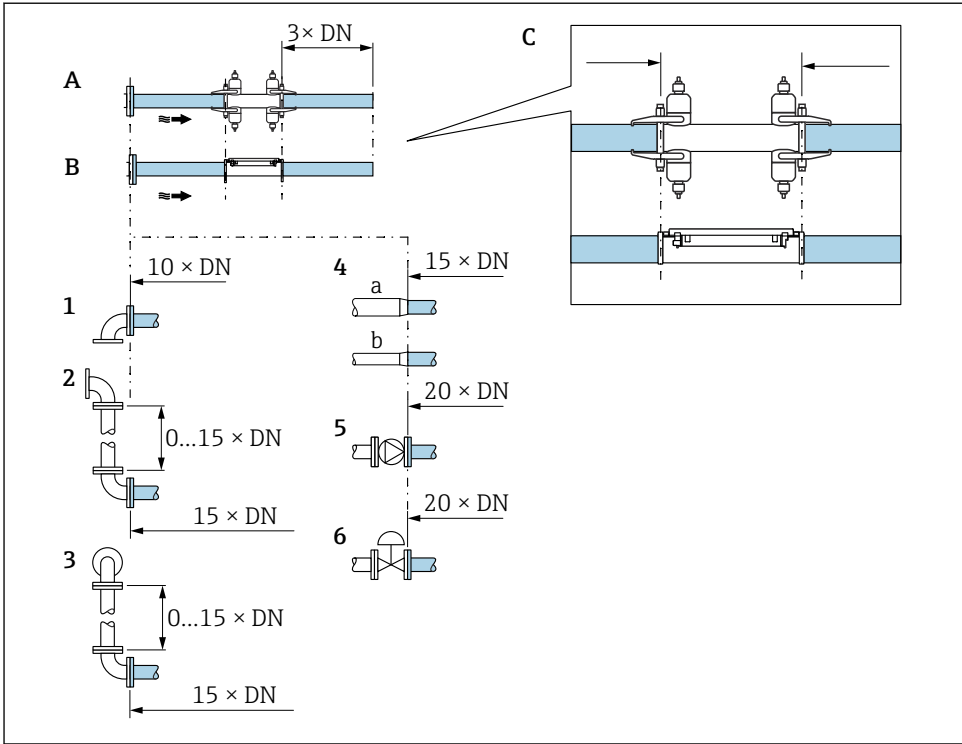 3× DN
C
A
B
10 × DN
4
15 × DN
a
1
b
2
20 × DN
0...15 × DN
5
15 × DN
20 × DN
6
3
0...15 × DN
15 × DN